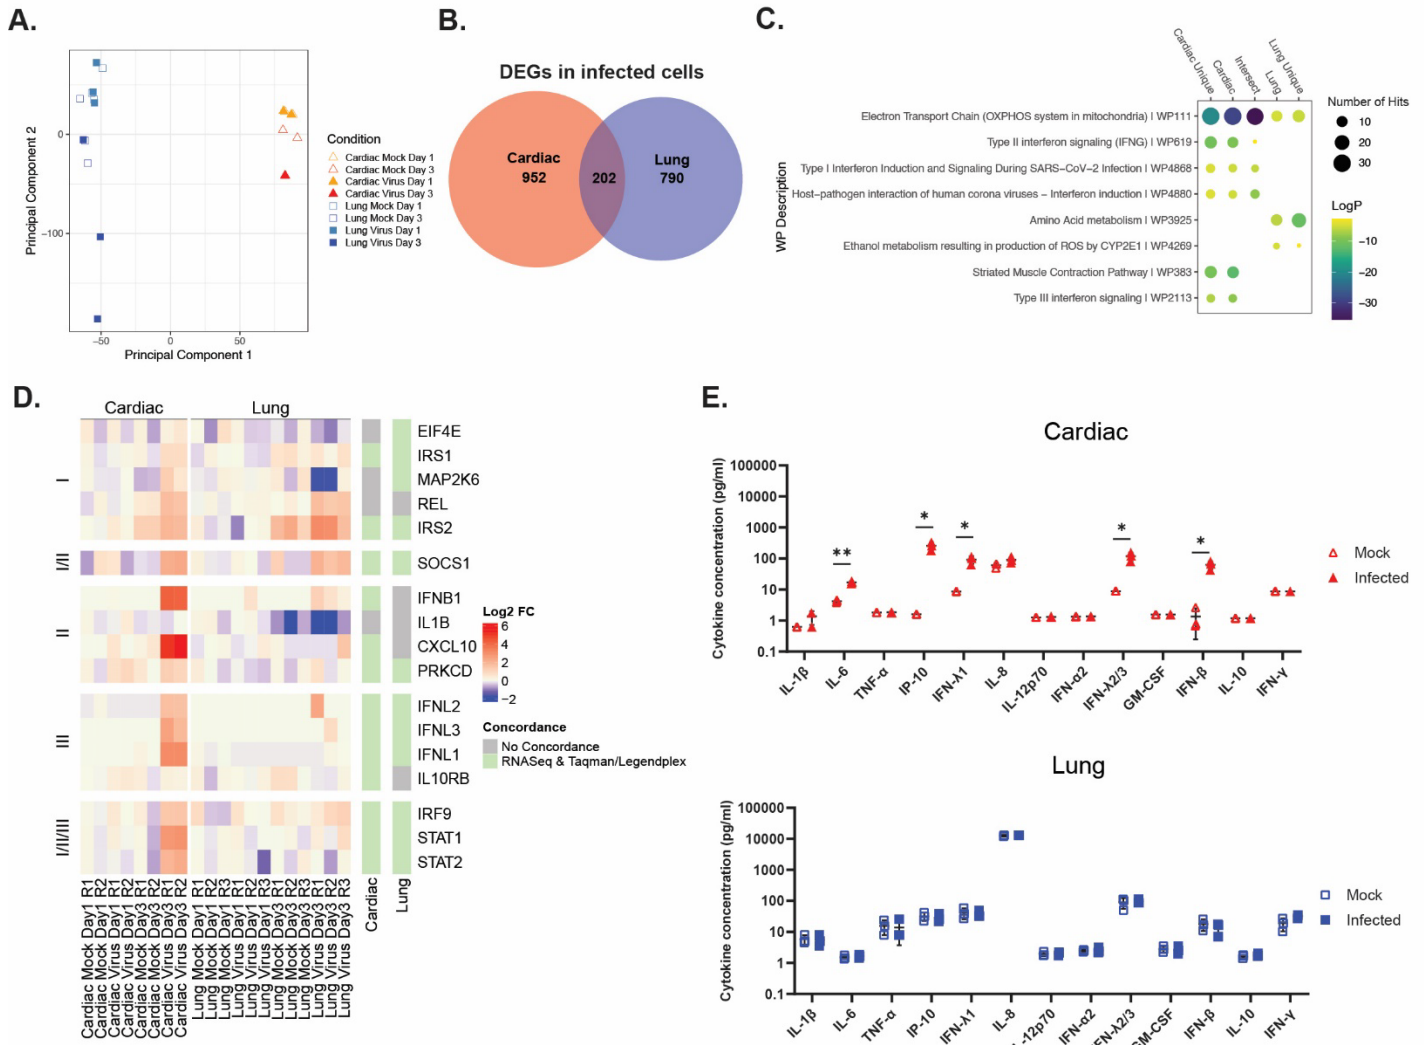 A.
0
−100
−50
0
50
Principal Component 2
Principal Component 1
Condition
Cardiac Mock Day 1
Cardiac Mock Day 3
Cardiac Virus Day 1
Cardiac Virus Day 3
Lung Mock Day 1
Lung Mock Day 3
Lung Virus Day 1
Lung Virus Day 3
B.
DEGs in infected cells
Cardiac
952
202
Lung
790
C.
Cardiac Unique
Cardiac
Intersect
Lung
Lung Unique
WP Description
Electron Transport Chain (OXPHOS system in mitochondria) | WP111
Type II interferon signaling (IFNG) | WP619
Type I Interferon Induction and Signaling During SARS−CoV−2 Infection | WP4868
Host−pathogen interaction of human corona viruses − Interferon induction | WP4880
Amino Acid metabolism | WP3925
Ethanol metabolism resulting in production of ROS by CYP2E1 | WP4269
Striated Muscle Contraction Pathway | WP383
Type III interferon signaling | WP2113
Number of Hits
10
20
30
LogP
−10
−20
−30
D.
Cardiac
Lung
I
EIF4E
IRS1
MAP2K6
REL
IRS2
I/II
SOCS1
II
IFNB1
IL1B
CXCL10
PRKCD
III
IFNL2
IFNL3
IFNL1
IL10RB
I/II/III
IRF9
STAT1
STAT2
Cardiac Mock Day1 R1
Cardiac Mock Day1 R2
Cardiac Virus Day1 R1
Cardiac Virus Day1 R2
Cardiac Mock Day3 R1
Cardiac Mock Day3 R2
Cardiac Virus Day3 R1
Cardiac Virus Day3 R2
Lung Mock Day1 R1
Lung Mock Day1 R2
Lung Mock Day1 R3
Lung Virus Day1 R1
Lung Virus Day1 R2
Lung Virus Day1 R3
Lung Mock Day3 R1
Lung Mock Day3 R2
Lung Mock Day3 R3
Lung Virus Day3 R1
Lung Virus Day3 R2
Lung Virus Day3 R3
Cardiac
Lung
Log2 FC
6
4
2
0
−2
Concordance
No Concordance
RNASeq & Taqman/Legendplex
E.
Cardiac
Cytokine concentration (pg/ml)
100000
10000
1000
100
10
1
0.1
**
*
*
*
*
IL-1β
IL-6
TNF-α
IP-10
IFN-λ1
IL-8
IL-12p70
IFN-α2
IFN-λ2/3
GM-CSF
IFN-β
IL-10
IFN-γ
Mock
Infected
Lung
Cytokine concentration (pg/ml)
100000
10000
1000
100
10
1
0.1
IL-1β
IL-6
TNF-α
IP-10
IFN-λ1
IL-8
IL-12p70
IFN-α2
IFN-λ2/3
GM-CSF
IFN-β
IL-10
IFN-γ
Mock
Infected